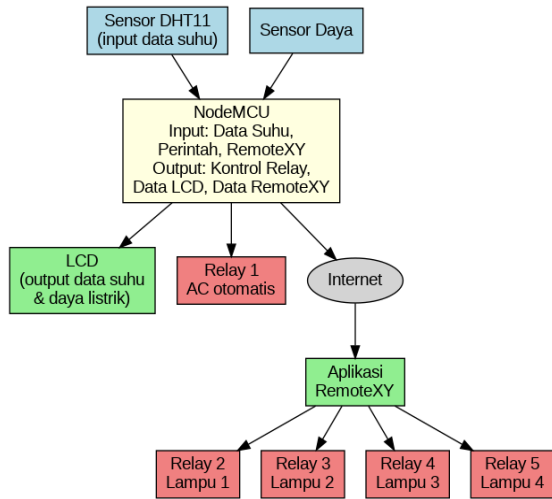 Sensor DHT11
(input data suhu)
Sensor Daya
NodeMCU
Input: Data Suhu,
Perintah, RemoteXY
Output: Kontrol Relay,
Data LCD, Data RemoteXY
LCD
(output data suhu
& daya listrik)
Relay 1
AC otomatis
Internet
Aplikasi
RemoteXY
Relay 2
Lampu 1
Relay 3
Lampu 2
Relay 4
Lampu 3
Relay 5
Lampu 4